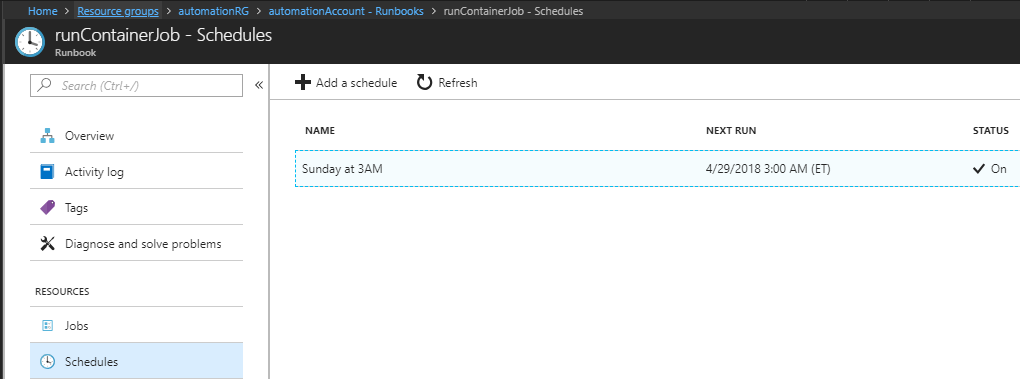 Home > Resource groups > automationRG > automationAccount - Runbooks > runContainerJob - Schedules
runContainerJob - Schedules
Runbook
Search (Ctrl+/)
«
Overview
Activity log
Tags
Diagnose and solve problems
RESOURCES
Jobs
Schedules
Add a schedule Refresh
NAME NEXT RUN STATUS
Sunday at 3AM 4/29/2018 3:00 AM (ET) On